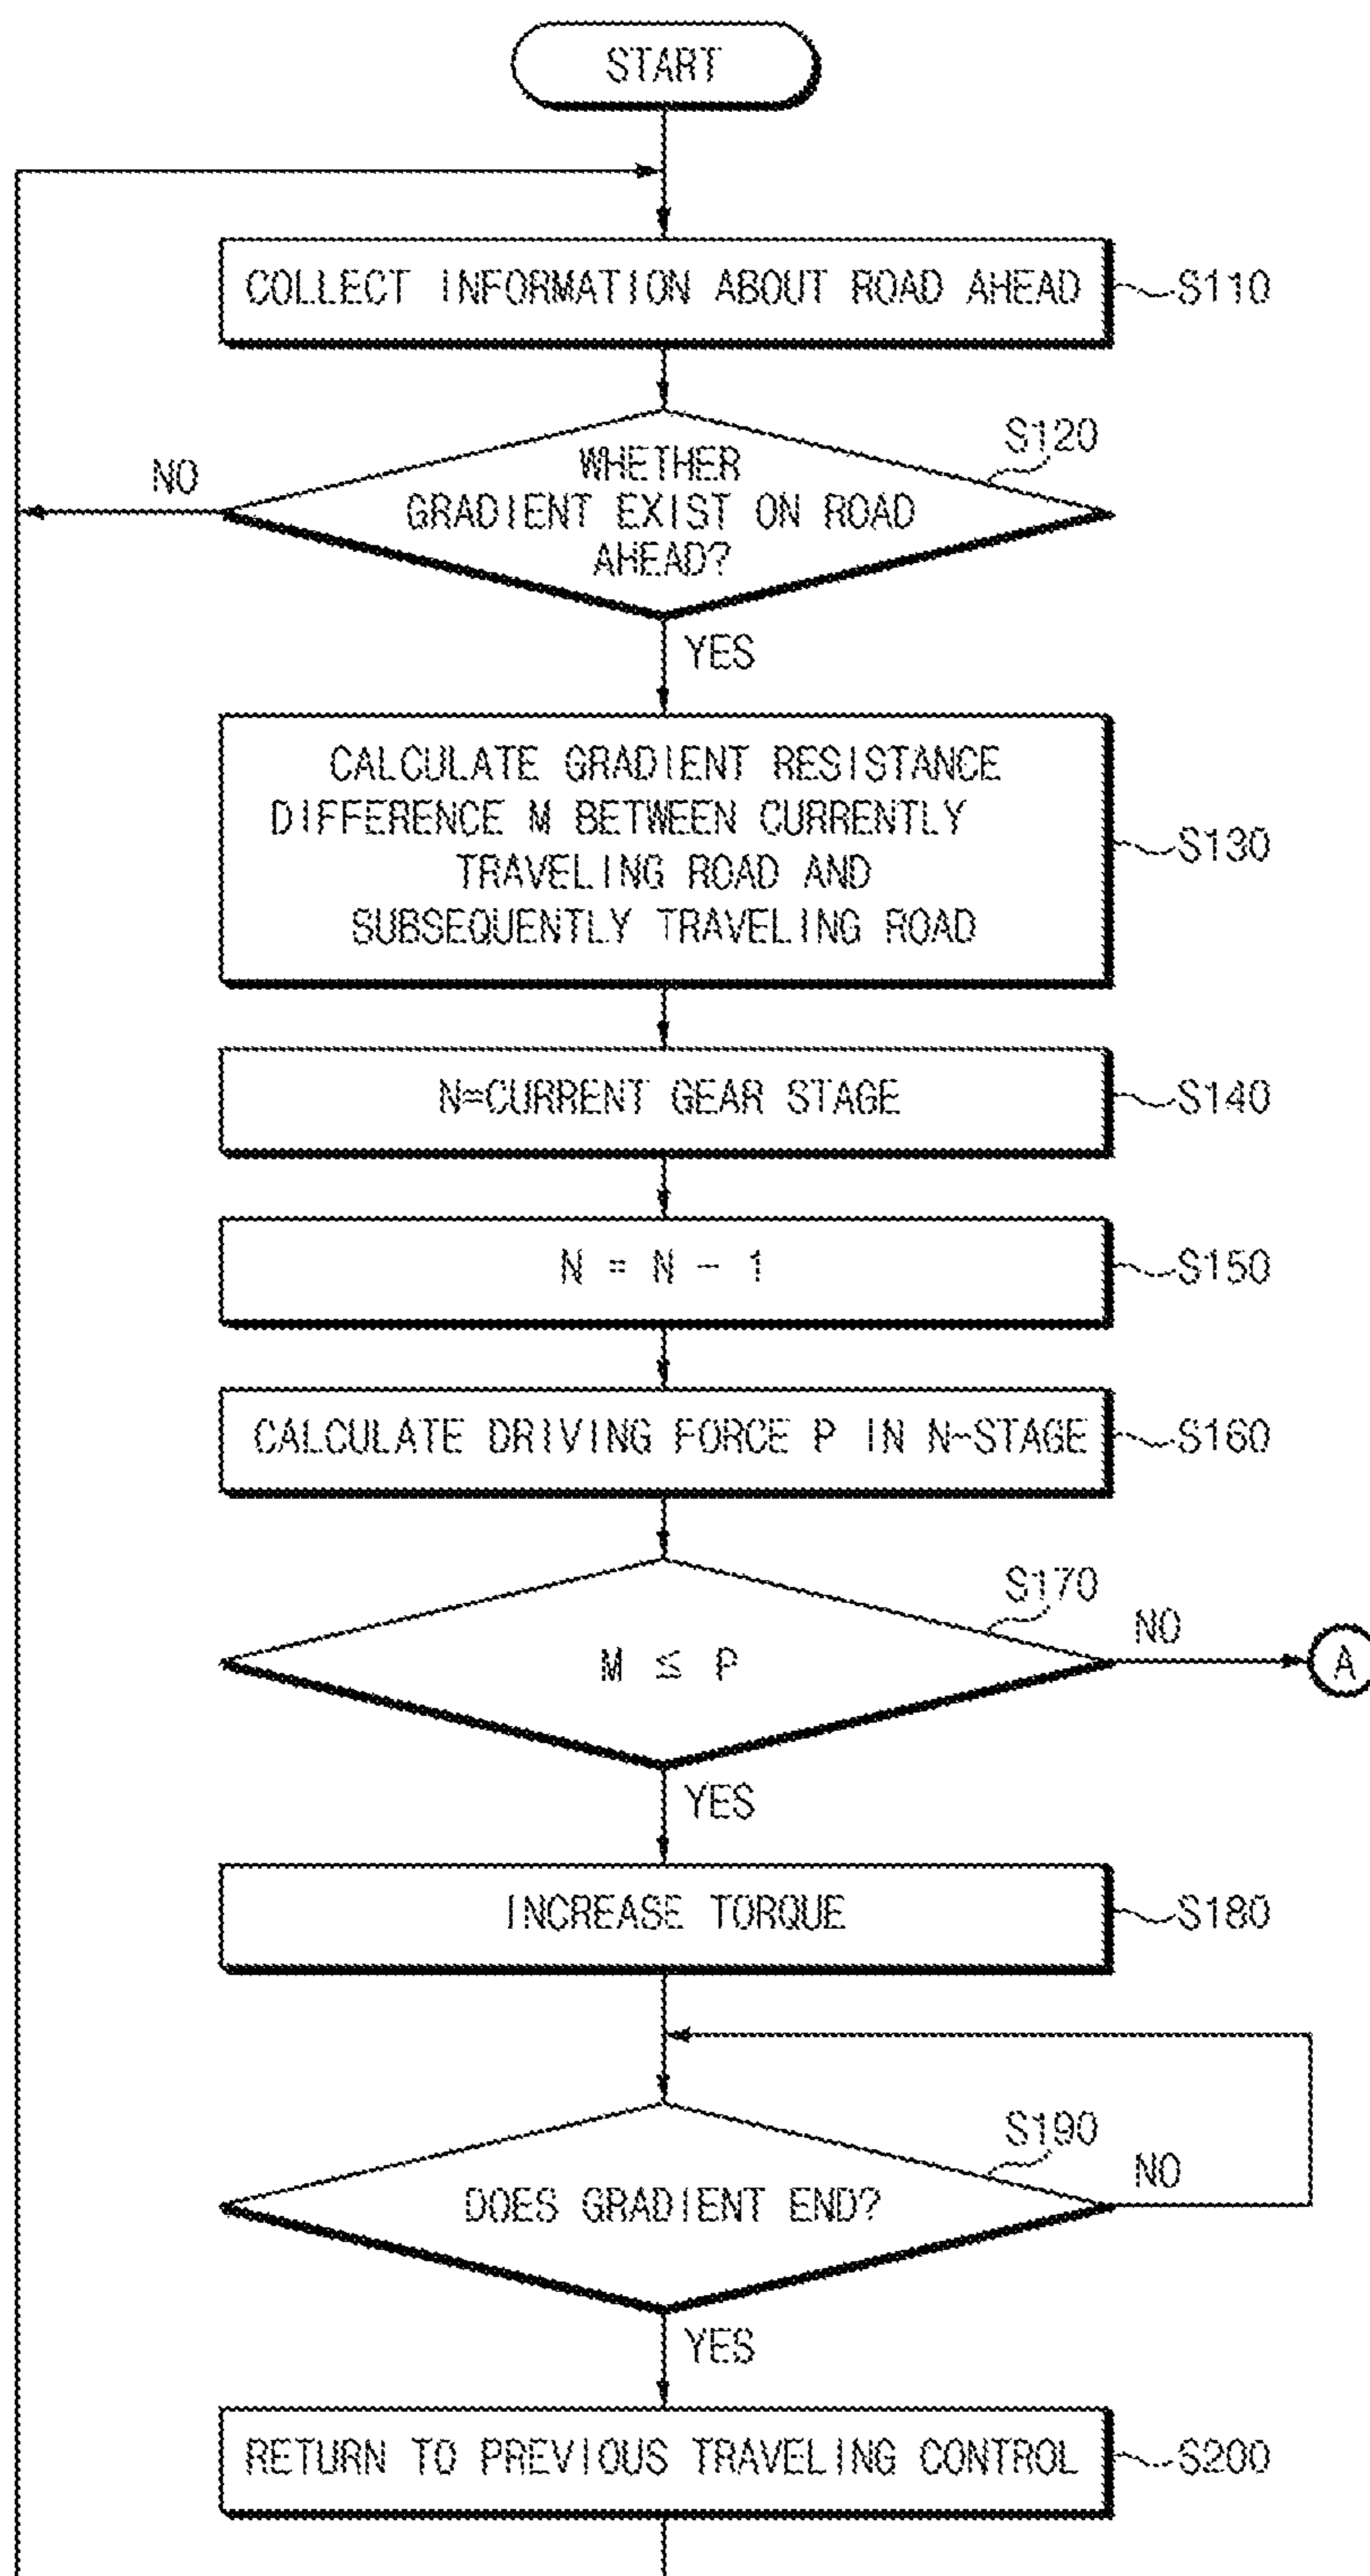 START
COLLECT INFORMATION ABOUT ROAD AHEAD
S110
S120
WHETHER
GRADIENT EXIST ON ROAD
AHEAD?
NO
YES
CALCULATE GRADIENT RESISTANCE
DIFFERENCE M BETWEEN CURRENTLY
TRAVELING ROAD AND
SUBSEQUENTLY TRAVELING ROAD
S130
N=CURRENT GEAR STAGE
S140
N = N - 1
S150
CALCULATE DRIVING FORCE P IN N-STAGE
S160
S170
M ≤ P
NO
A
YES
INCREASE TORQUE
S180
S190
DOES GRADIENT END?
NO
YES
RETURN TO PREVIOUS TRAVELING CONTROL
S200